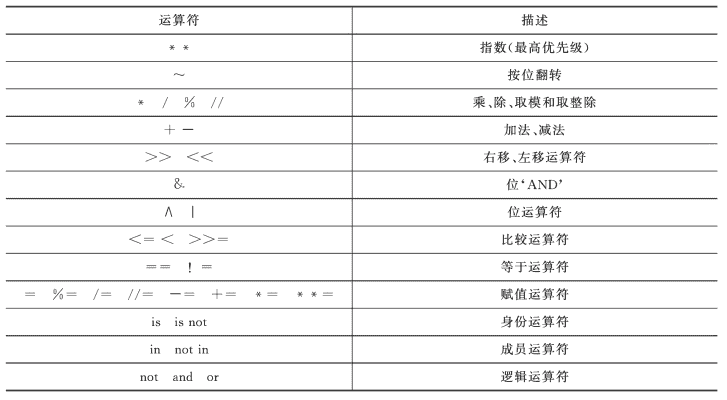 运算符 描述
* * 指数(最高优先级)
~ 按位翻转
* / % // 乘、除、取模和取整除
+ − 加法、减法
>> << 右移、左移运算符
& 位‘AND’
∧ | 位运算符
<= < >>= 比较运算符
== ! = 等于运算符
= %= /= //= −= += *= * *= 赋值运算符
is is not 身份运算符
in not in 成员运算符
not and or 逻辑运算符